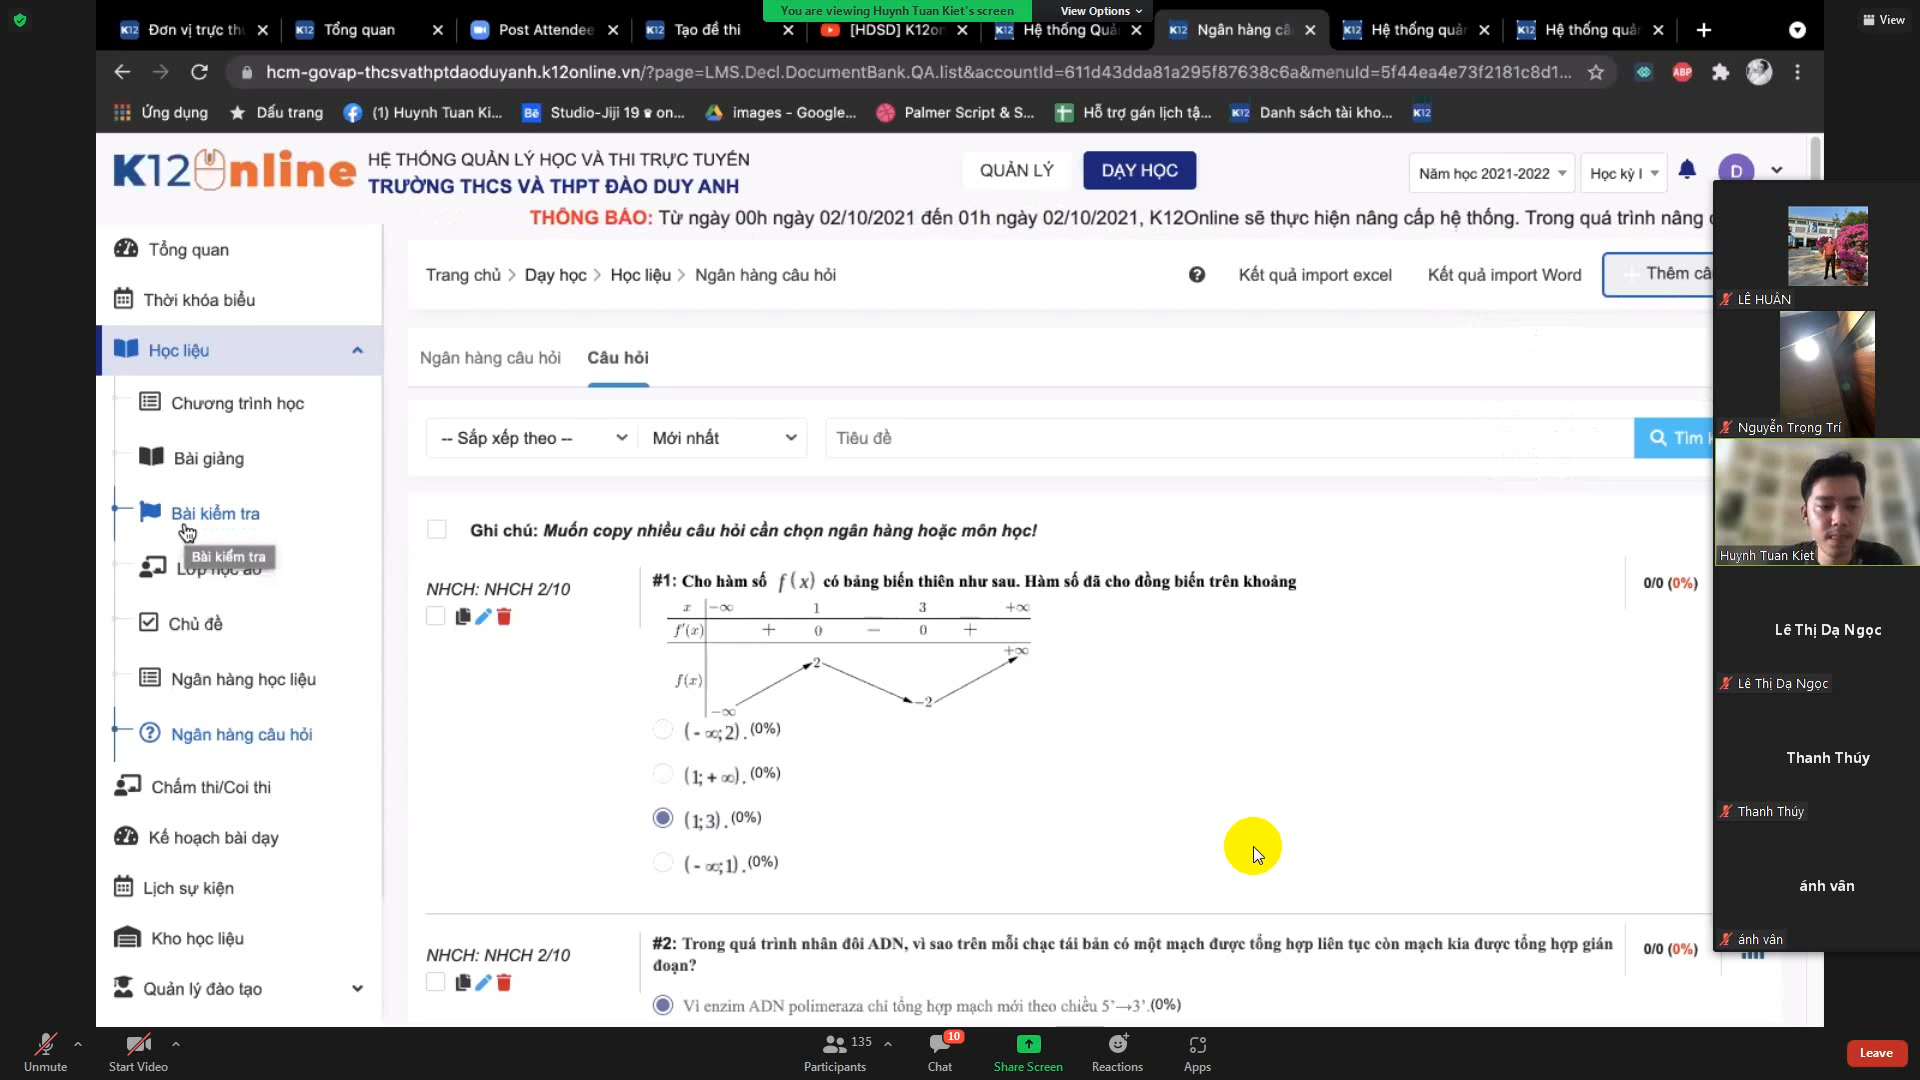 You are viewing Huynh Tuan Kiet's screen
View Options
View
Đơn vị trực th
Tổng quan
Post Attendee
Tạo đề thi
[HDSD] K12on
Hệ thống Quả
Ngân hàng câ
Hệ thống quả
Hệ thống quả
hcm-govap-thcsvathptdaoduyanh.k12online.vn/?page=LMS.Decl.DocumentBank.QA.list&accountId=611d43dda81a295f87638c6a&menuId=5f44ea4e73f2181c8d1...
ABP
Ứng dụng
Dấu trang
(1) Huynh Tuan Ki...
Studio-Jiji 19 ♛ on...
images - Google...
Palmer Script & S...
Hỗ trợ gán lịch tậ...
Danh sách tài kho...
K12Online
HỆ THỐNG QUẢN LÝ HỌC VÀ THI TRỰC TUYẾN
TRƯỜNG THCS VÀ THPT ĐÀO DUY ANH
QUẢN LÝ
DẠY HỌC
Năm học 2021-2022
Học kỳ I
D
THÔNG BÁO: Từ ngày 00h ngày 02/10/2021 đến 01h ngày 02/10/2021, K12Online sẽ thực hiện nâng cấp hệ thống. Trong quá trình nâng
Tổng quan
Thời khóa biểu
Học liệu
Chương trình học
Bài giảng
Bài kiểm tra
Bài kiểm tra
Lớp học ảo
Chủ đề
Ngân hàng học liệu
Ngân hàng câu hỏi
Chấm thi/Coi thi
Kế hoạch bài dạy
Lịch sự kiện
Kho học liệu
Quản lý đào tạo
Trang chủ > Dạy học > Học liệu > Ngân hàng câu hỏi
Kết quả import excel
Kết quả import Word
Thêm câ
Ngân hàng câu hỏi
Câu hỏi
-- Sắp xếp theo --
Mới nhất
Tiêu đề
Tìm k
Ghi chú: Muốn copy nhiều câu hỏi cần chọn ngân hàng hoặc môn học!
NHCH: NHCH 2/10
#1: Cho hàm số f(x) có bảng biến thiên như sau. Hàm số đã cho đồng biến trên khoảng
0/0 (0%)
x −∞ 1 3 +∞
f′(x) + 0 − 0 +
f(x) −∞ 2 −2 +∞
(-∞;2). (0%)
(1;+∞). (0%)
(1;3). (0%)
(-∞;1). (0%)
NHCH: NHCH 2/10
#2: Trong quá trình nhân đôi ADN, vì sao trên mỗi chạc tái bản có một mạch được tổng hợp liên tục còn mạch kia được tổng hợp gián
đoạn?
0/0 (0%)
Vì enzim ADN polimeraza chỉ tổng hợp mạch mới theo chiều 5’→3’.(0%)
LÊ HUÂN
Nguyễn Trọng Trí
Huynh Tuan Kiet
Lê Thị Dạ Ngọc
Lê Thị Dạ Ngọc
Thanh Thúy
Thanh Thúy
ánh vân
ánh vân
Unmute
Start Video
135
Participants
10
Chat
Share Screen
Reactions
Apps
Leave